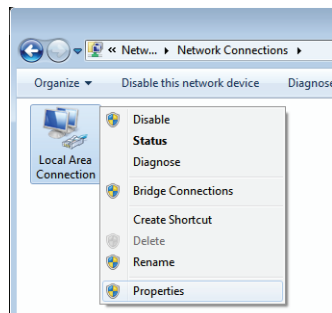 « Netw... ▸ Network Connections ▸
Organize ▾ Disable this network device Diagnose
Local Area
Connection
Disable
Status
Diagnose
Bridge Connections
Create Shortcut
Delete
Rename
Properties